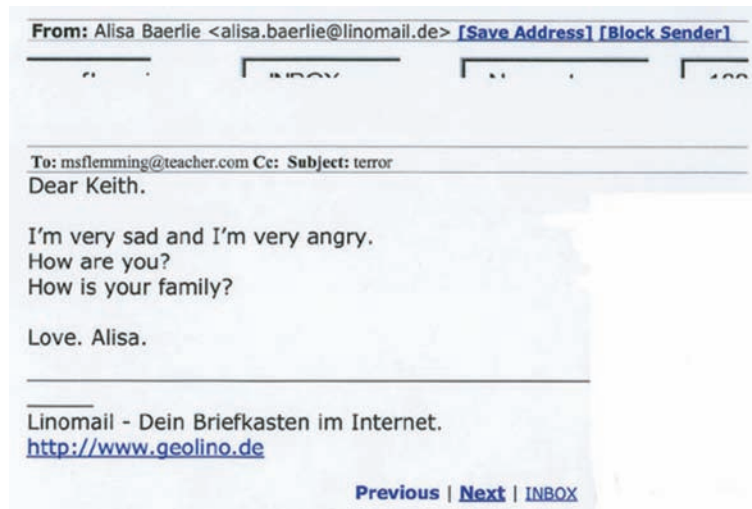 From: Alisa Baerlie <alisa.baerlie@linomail.de> [Save Address] [Block Sender]
INBOX
To: msflemming@teacher.com Cc: Subject: terror
Dear Keith.
I'm very sad and I'm very angry.
How are you?
How is your family?
Love. Alisa.
Linomail - Dein Briefkasten im Internet.
http://www.geolino.de
Previous | Next | INBOX